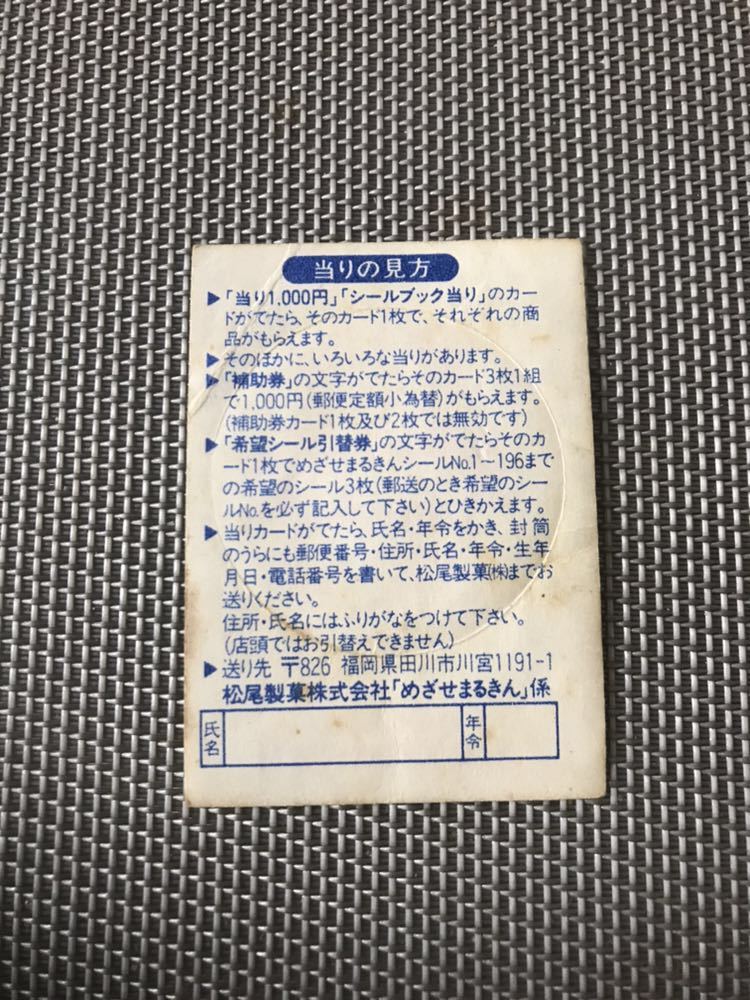 当りの見方
▶「当り1,000円」「シールブック当り」のカー
ドがでたら、そのカード1枚で、それぞれの商
品がもらえます。
▶そのほかに、いろいろな当りがあります。
▶「補助券」の文字がでたらそのカード3枚1組
で1,000円(郵便定額小為替)がもらえます。
(補助券カード1枚及び2枚では無効です)
▶「希望シール引替券」の文字がでたらそのカ
ード1枚でめざせまるきんシールNo.1〜196まで
の希望のシール3枚(郵送のとき希望のシー
ルNo.を必ず記入して下さい)とひきかえます。
▶当りカードがでたら、氏名・年令をかき、封筒
のうらにも郵便番号・住所・氏名・年令・生年
月日・電話番号を書いて、松尾製菓㈱までお
送りください。
住所・氏名にはふりがなをつけて下さい。
(店頭ではお引替えできません)
▶送り先 〒826 福岡県田川市川宮1191-1
松尾製菓株式会社「めざせまるきん」係
氏名
年令